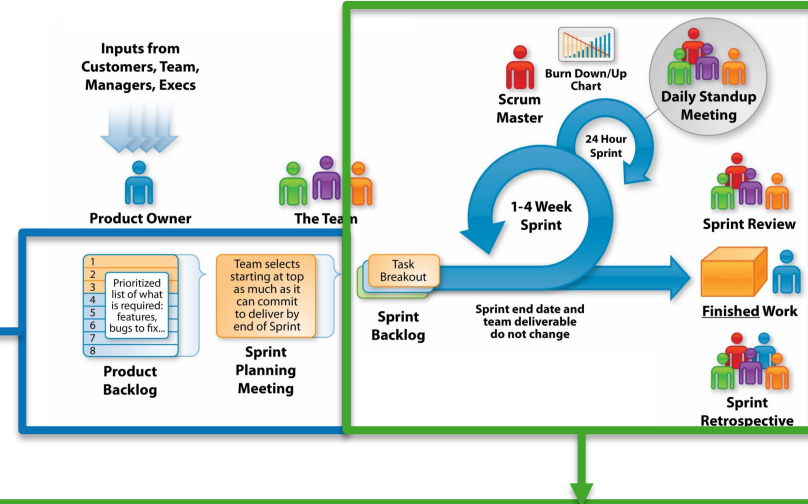 Inputs from
Customers, Team,
Managers, Execs
Product Owner
The Team
1
2
3
4
5
6
7
8
Prioritized
list of what
is required:
features,
bugs to fix...
Product
Backlog
Team selects
starting at top
as much as it
can commit
to deliver by
end of Sprint
Sprint
Planning
Meeting
Task
Breakout
Sprint
Backlog
Scrum
Master
Burn Down/Up
Chart
Daily Standup
Meeting
24 Hour
Sprint
1-4 Week
Sprint
Sprint end date and
team deliverable
do not change
Sprint Review
Finished Work
Sprint
Retrospective